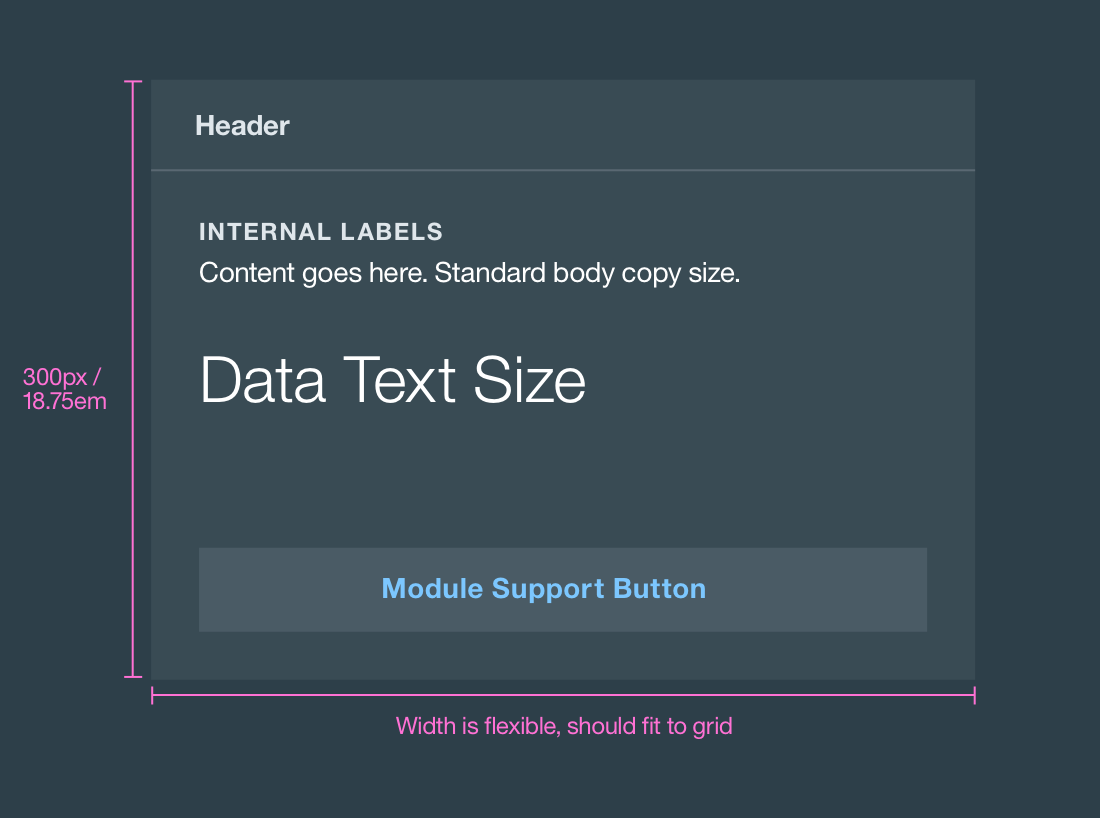 Header
INTERNAL LABELS
Content goes here. Standard body copy size.
Data Text Size
300px /
18.75em
Module Support Button
Width is flexible, should fit to grid